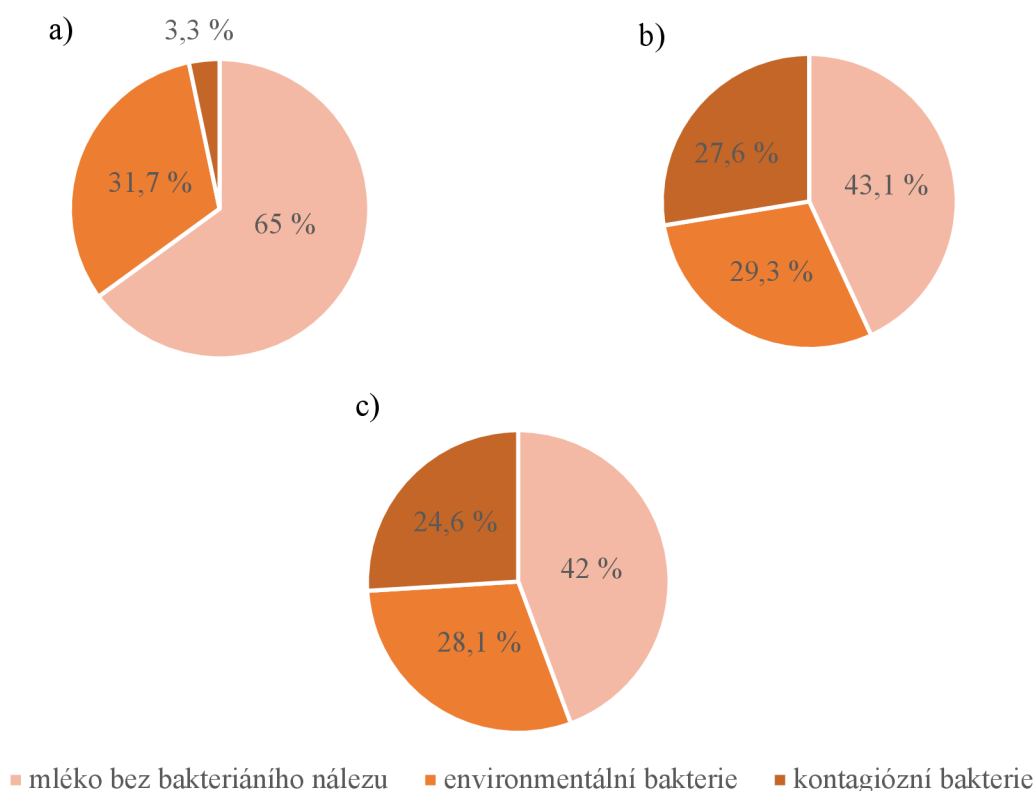 a)
3,3 %
31,7 %
65 %
b)
27,6 %
43,1 %
29,3 %
c)
24,6 %
42 %
28,1 %
mléko bez bakteriáního nálezu environmentální bakterie kontagiózní bakterie